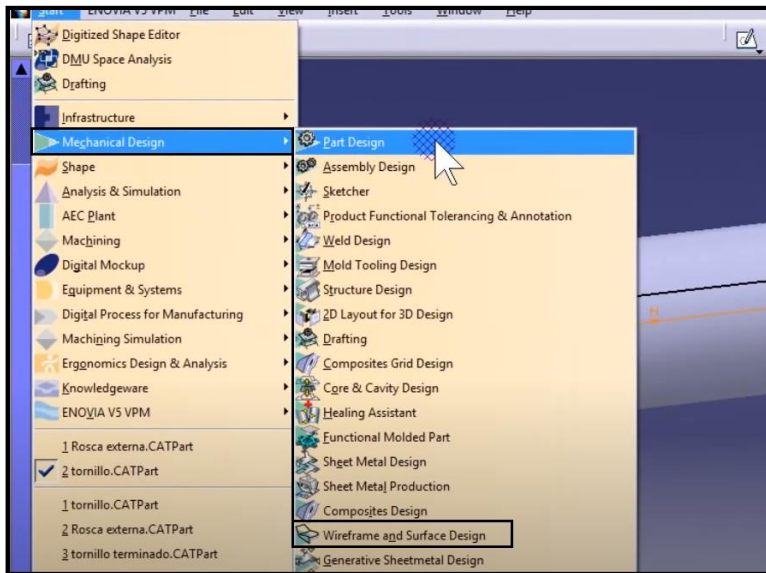 Start ENOVIA V5 VPM File Edit View Insert Tools Window Help
Digitized Shape Editor
DMU Space Analysis
Drafting
Infrastructure
Mechanical Design
Shape
Analysis & Simulation
AEC Plant
Machining
Digital Mockup
Equipment & Systems
Digital Process for Manufacturing
Machining Simulation
Ergonomics Design & Analysis
Knowledgeware
ENOVIA V5 VPM
1 Rosca externa.CATPart
2 tornillo.CATPart
1 tornillo.CATPart
2 Rosca externa.CATPart
3 tornillo terminado.CATPart
Part Design
Assembly Design
Sketcher
Product Functional Tolerancing & Annotation
Weld Design
Mold Tooling Design
Structure Design
2D Layout for 3D Design
Drafting
Composites Grid Design
Core & Cavity Design
Healing Assistant
Functional Molded Part
Sheet Metal Design
Sheet Metal Production
Composites Design
Wireframe and Surface Design
Generative Sheetmetal Design